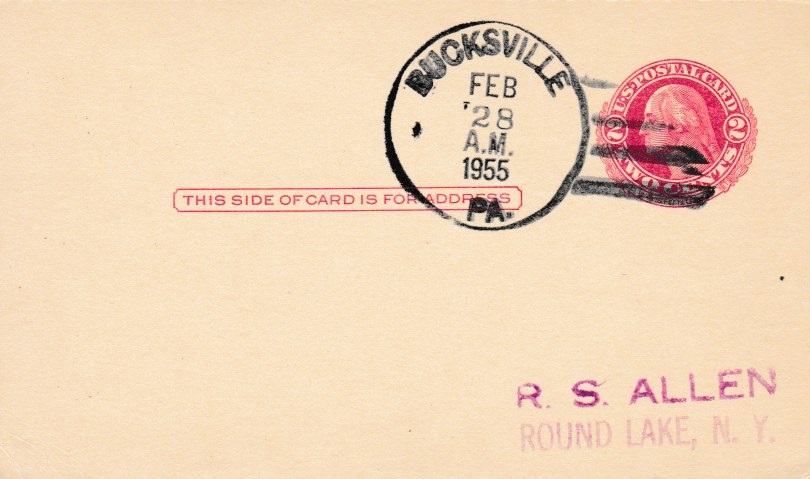 BUCKSVILLE
FEB
28
A.M.
1955
PA.
U.S. POSTAL CARD
2 TWO CENTS 2
THIS SIDE OF CARD IS FOR ADDRESS
R. S. ALLEN
ROUND LAKE, N. Y.